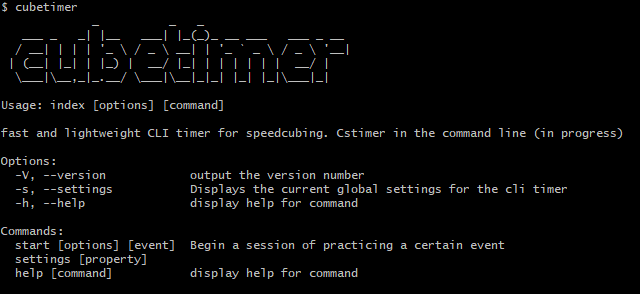 $ cubetimer
cubetimer
Usage: index [options] [command]
fast and lightweight CLI timer for speedcubing. Cstimer in the command line (in progress)
Options:
-V, --version output the version number
-s, --settings Displays the current global settings for the cli timer
-h, --help display help for command
Commands:
start [options] [event] Begin a session of practicing a certain event
settings [property]
help [command] display help for command